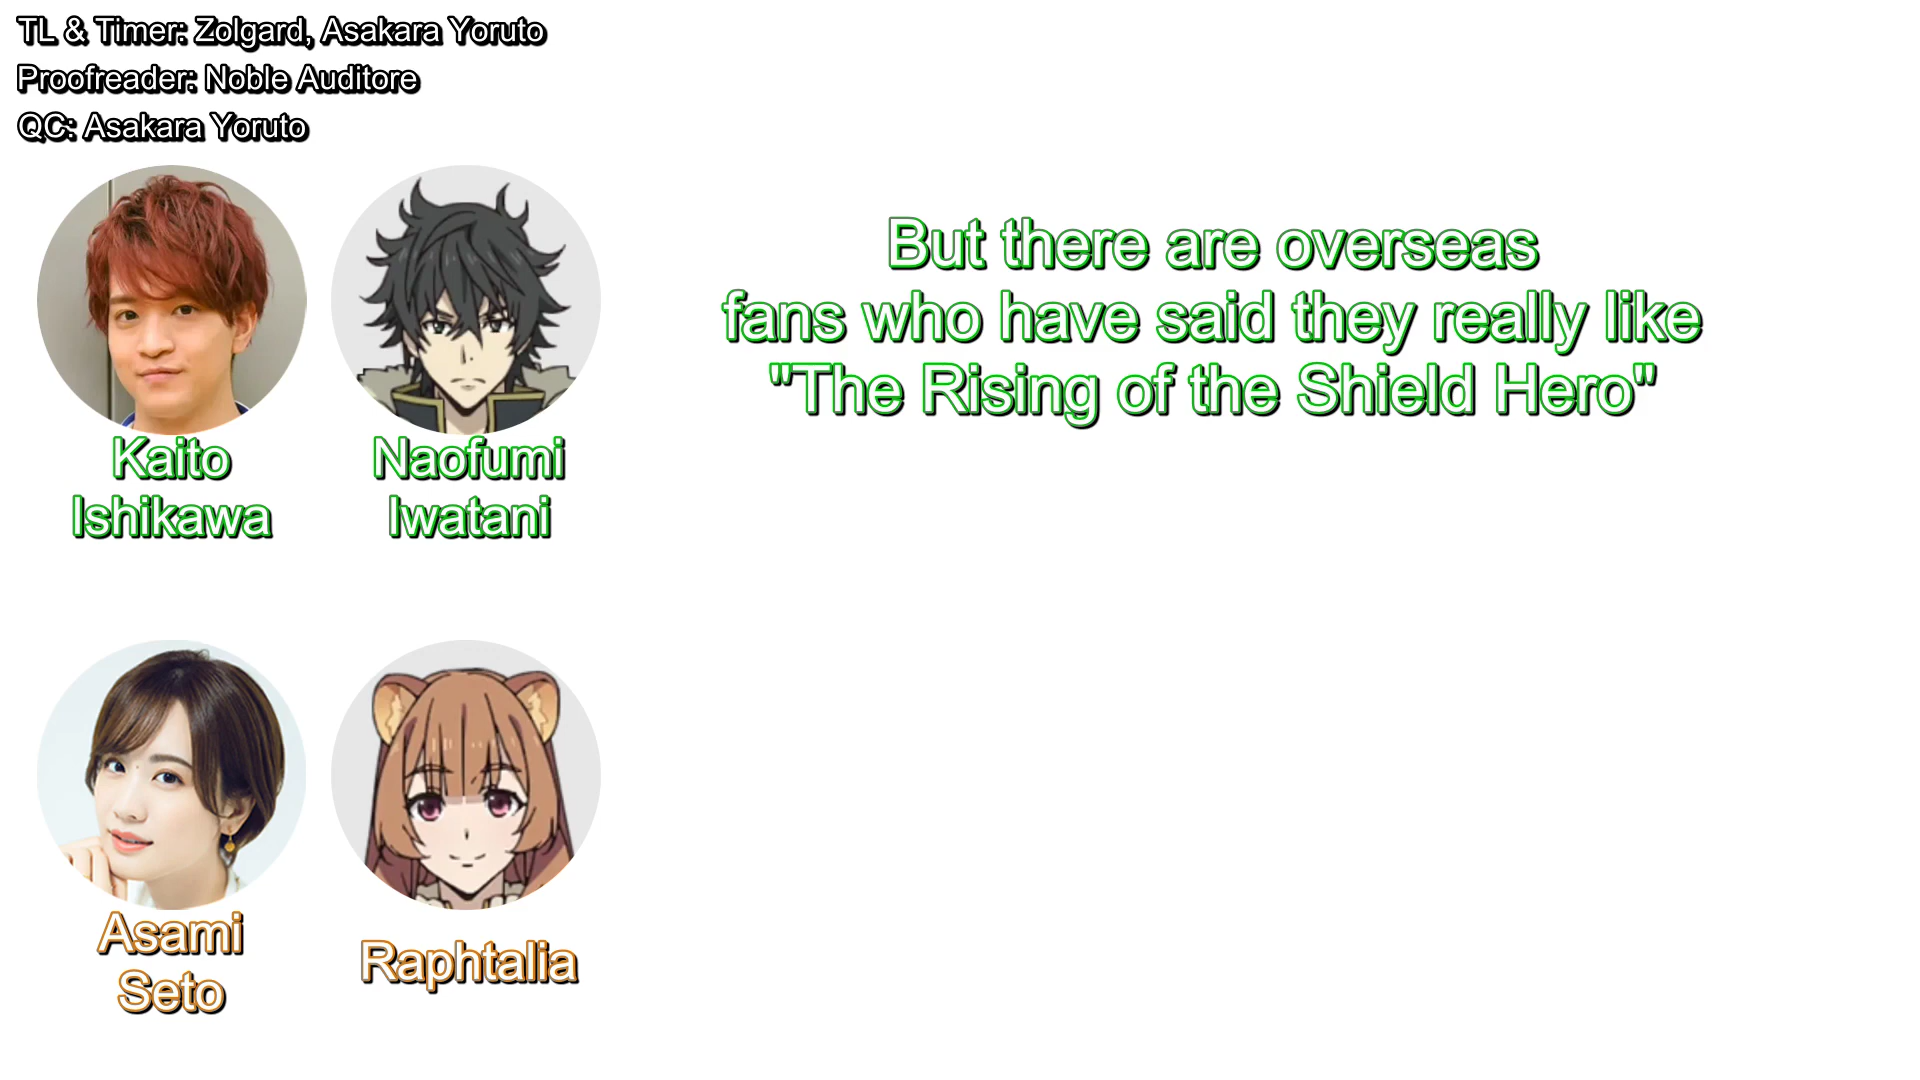 TL & Timer: Zolgard, Asakara Yoruto
Proofreader: Noble Auditore
QC: Asakara Yoruto
Kaito
Ishikawa
Naofumi
Iwatani
But there are overseas
fans who have said they really like
"The Rising of the Shield Hero"
Asami
Seto
Raphtalia